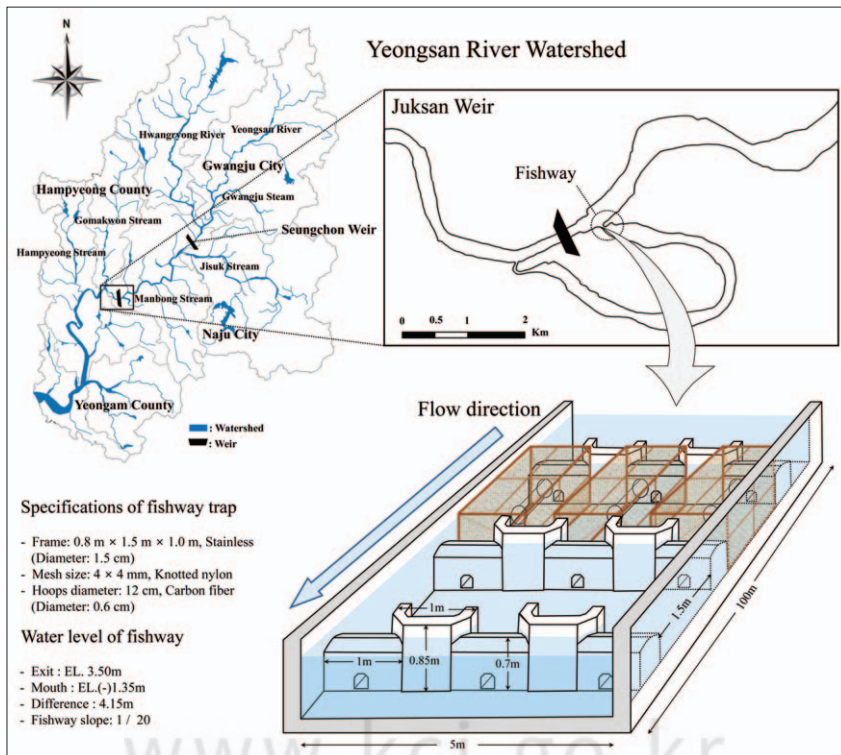 Yeongsan River Watershed
N
Hwangryong River
Yeongsan River
Gwangju City
Hampyeong County
Gwangju Steam
Gomakwon Stream
Seungchon Weir
Hampyeong Stream
Jisuk Stream
Manbong Stream
Naju City
Yeongam County
: Watershed
: Weir
Juksan Weir
Fishway
0 0.5 1 2
Km
Flow direction
Specifications of fishway trap
- Frame: 0.8 m × 1.5 m × 1.0 m, Stainless
(Diameter: 1.5 cm)
- Mesh size: 4 × 4 mm, Knotted nylon
- Hoops diameter: 12 cm, Carbon fiber
(Diameter: 0.6 cm)
Water level of fishway
- Exit : EL. 3.50m
- Mouth : EL.(-)1.35m
- Difference : 4.15m
- Fishway slope: 1 / 20
1m
1m
0.85m
0.7m
1.5m
100m
5m
www.kci.go.kr